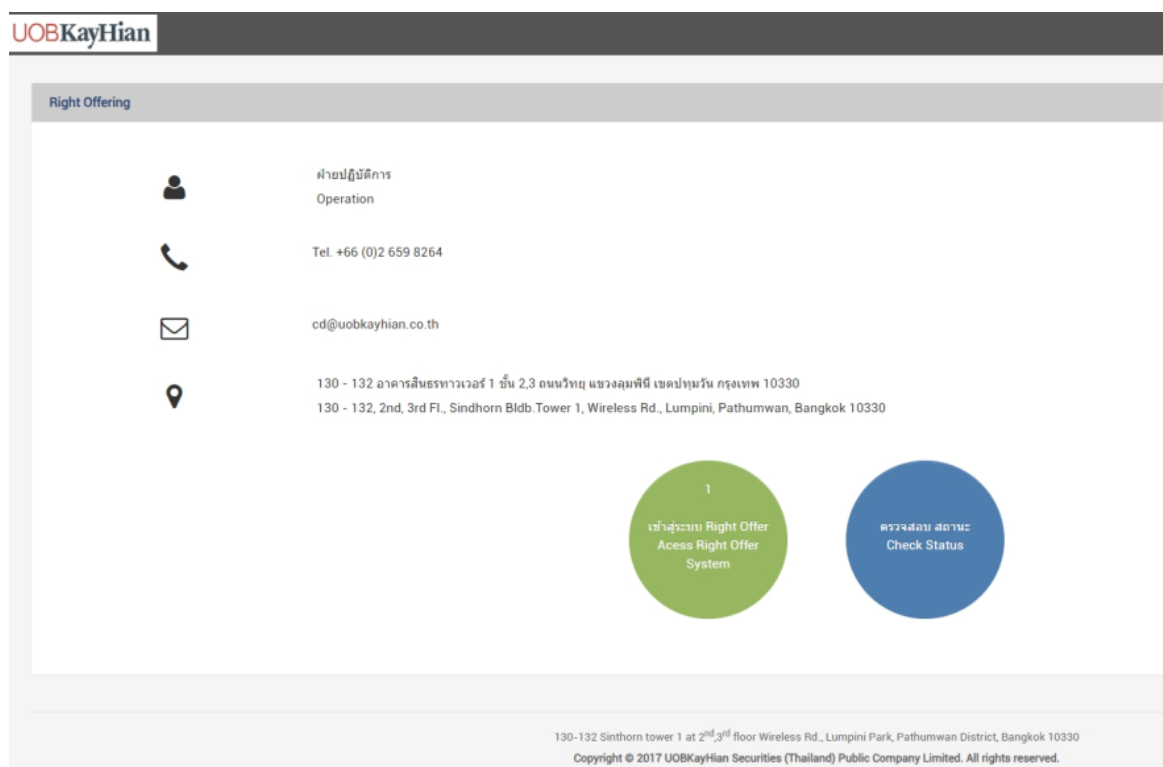 UOBKayHian
Right Offering
ฝ่ายปฏิบัติการ
Operation
Tel. +66 (0)2 659 8264
cd@uobkayhian.co.th
130 - 132 อาคารสินธรทาวเวอร์ 1 ชั้น 2,3 ถนนวิทยุ แขวงลุมพินี เขตปทุมวัน กรุงเทพ 10330
130 - 132, 2nd, 3rd Fl., Sindhorn Bldb.Tower 1, Wireless Rd., Lumpini, Pathumwan, Bangkok 10330
1
เข้าสู่ระบบ Right Offer
Acess Right Offer
System
ตรวจสอบ สถานะ
Check Status
130-132 Sinthorn tower 1 at 2nd,3rd floor Wireless Rd., Lumpini Park, Pathumwan District, Bangkok 10330
Copyright © 2017 UOBKayHian Securities (Thailand) Public Company Limited. All rights reserved.